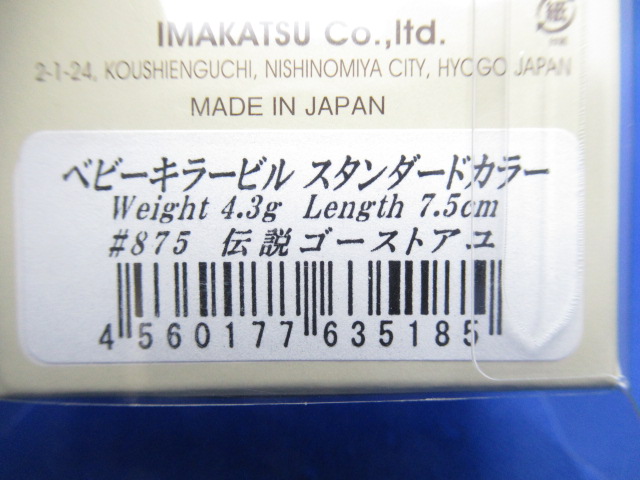 IMAKATSU Co.,ltd.
紙
2-1-24, KOUSHIENGUCHI, NISHINOMIYA CITY, HYOGO JAPAN
MADE IN JAPAN
ベビーキラービル スタンダードカラー
Weight 4.3g Length 7.5cm
#875 伝説ゴーストアユ
4 560177 635185